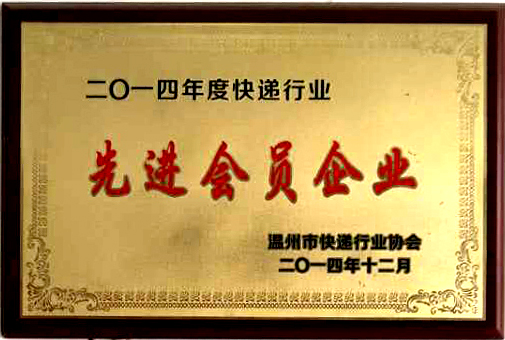 二〇一四年度快递行业
先进会员企业
温州市快递行业协会
二〇一四年十二月